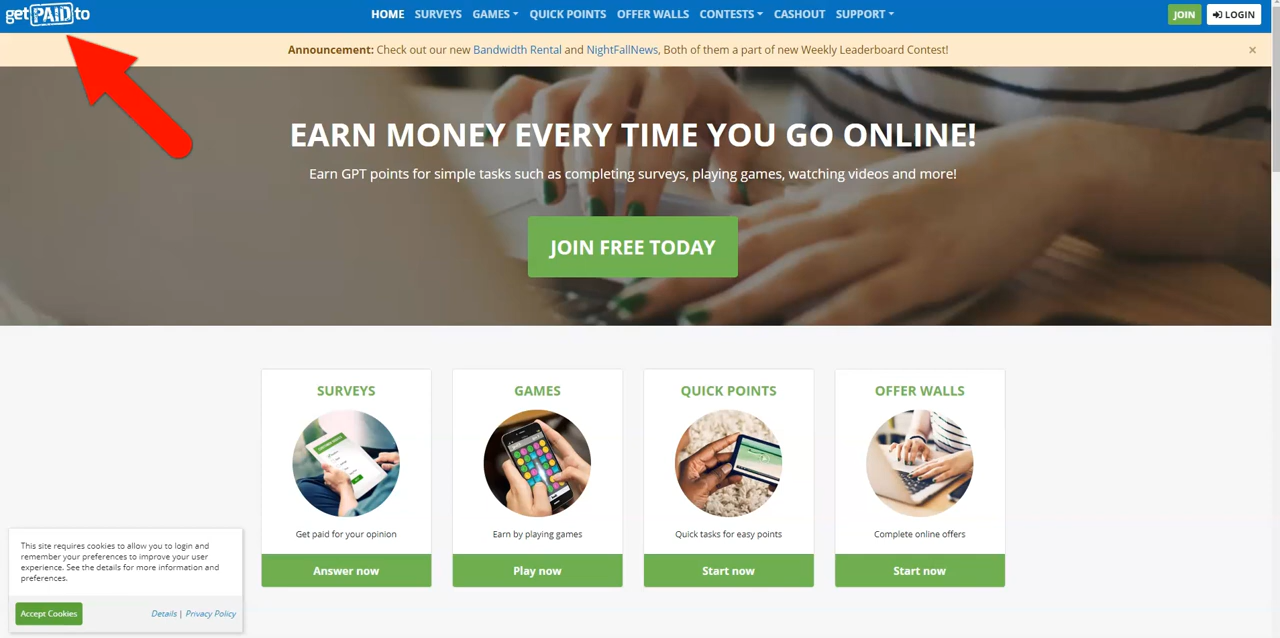 getPAIDto
HOME SURVEYS GAMES QUICK POINTS OFFER WALLS CONTESTS CASHOUT SUPPORT JOIN LOGIN
Announcement: Check out our new Bandwidth Rental and NightFallNews, Both of them a part of new Weekly Leaderboard Contest! ×
EARN MONEY EVERY TIME YOU GO ONLINE!
Earn GPT points for simple tasks such as completing surveys, playing games, watching videos and more!
JOIN FREE TODAY
SURVEYS
Get paid for your opinion
Answer now
GAMES
Earn by playing games
Play now
QUICK POINTS
Quick tasks for easy points
Start now
OFFER WALLS
Complete online offers
Start now
This site requires cookies to allow you to login and
remember your preferences to improve your user
experience. See the details for more information and
preferences.
Accept Cookies Details | Privacy Policy